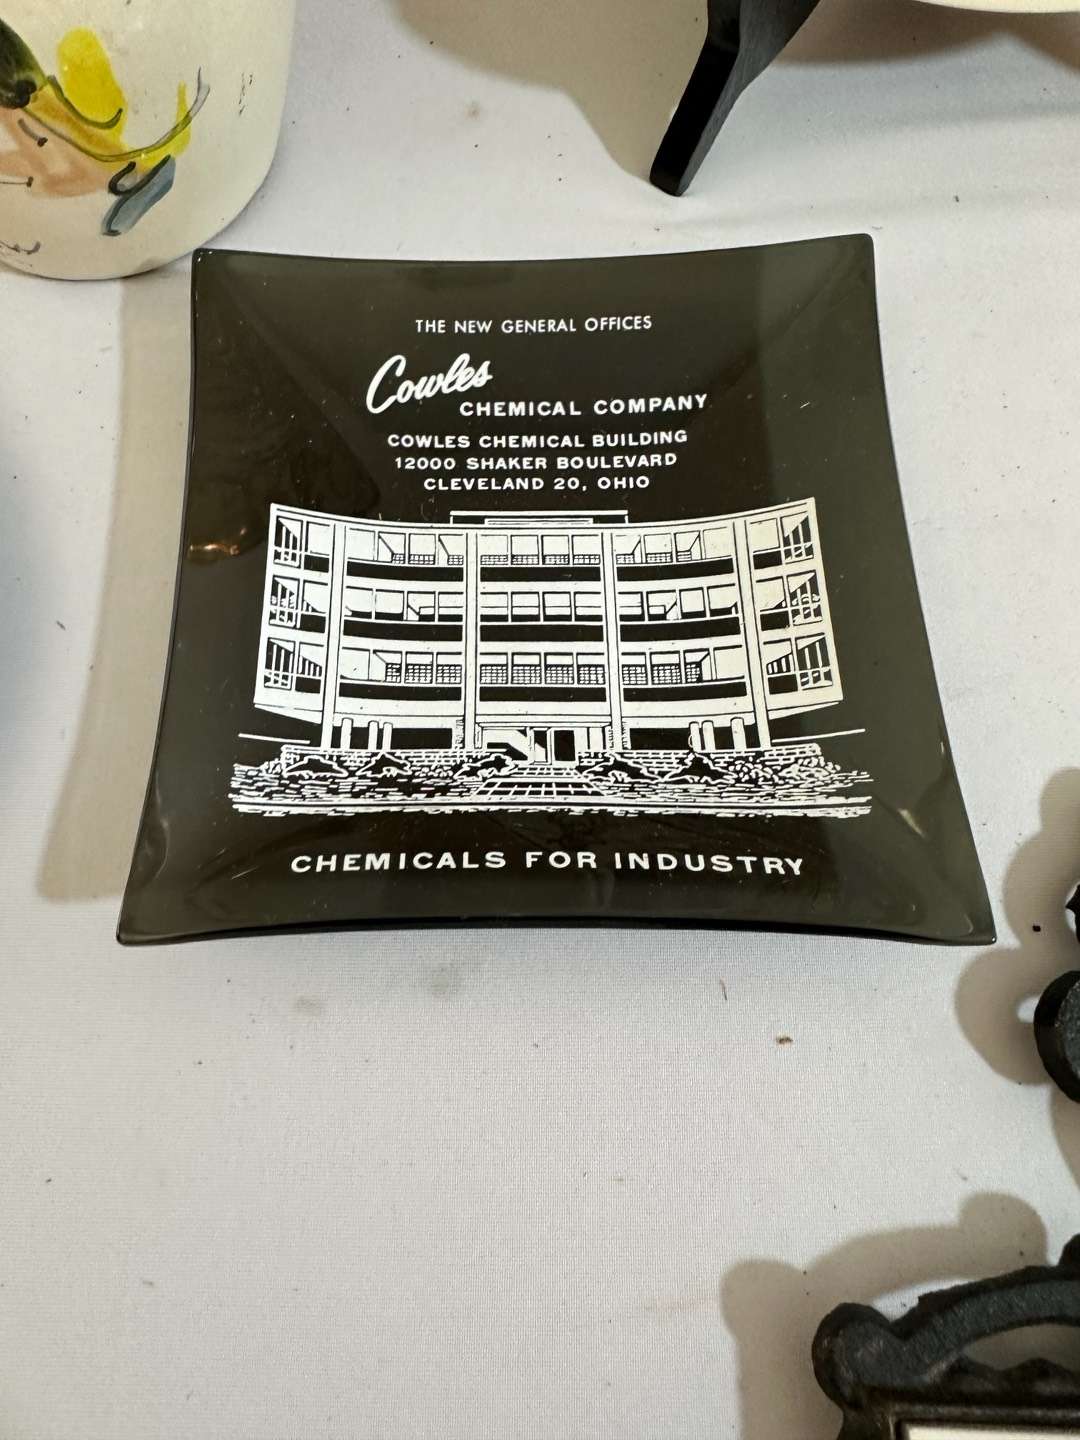 THE NEW GENERAL OFFICES
Cowles
CHEMICAL COMPANY
COWLES CHEMICAL BUILDING
12000 SHAKER BOULEVARD
CLEVELAND 20, OHIO
CHEMICALS FOR INDUSTRY